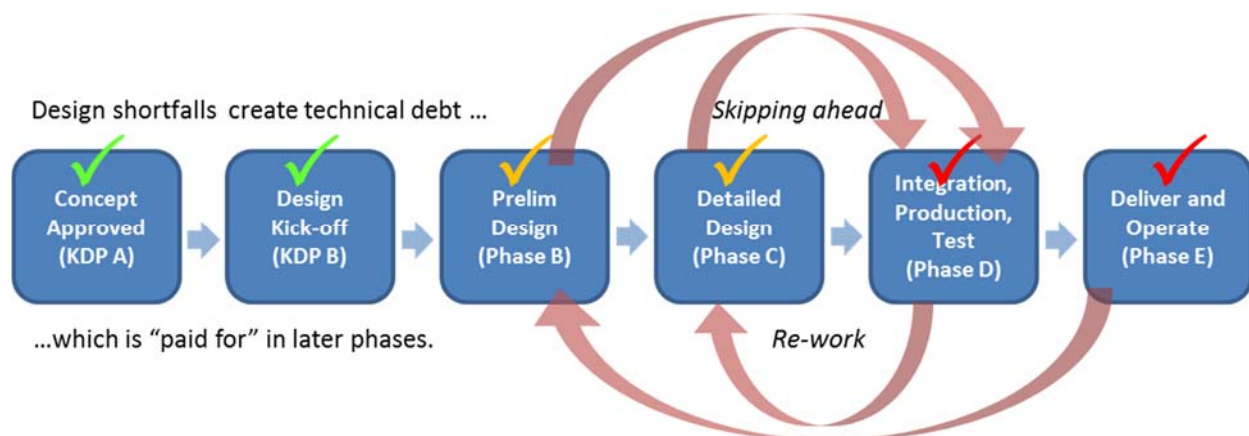 Design shortfalls create technical debt ...
Skipping ahead
Concept
Approved
(KDP A)
Design
Kick-off
(KDP B)
Prelim
Design
(Phase B)
Detailed
Design
(Phase C)
Integration,
Production,
Test
(Phase D)
Deliver and
Operate
(Phase E)
...which is “paid for” in later phases.
Re-work